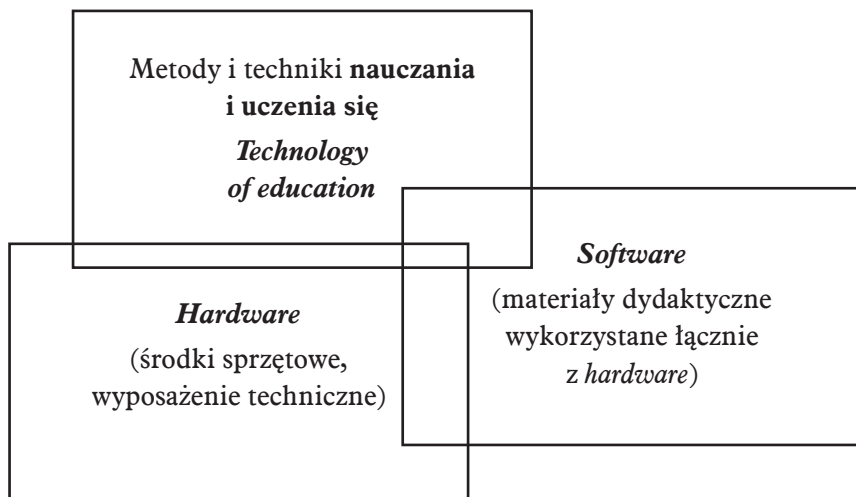 Metody i techniki nauczania
i uczenia się
Technology
of education
Software
(materiały dydaktyczne
wykorzystane łącznie
z hardware)
Hardware
(środki sprzętowe,
wyposażenie techniczne)